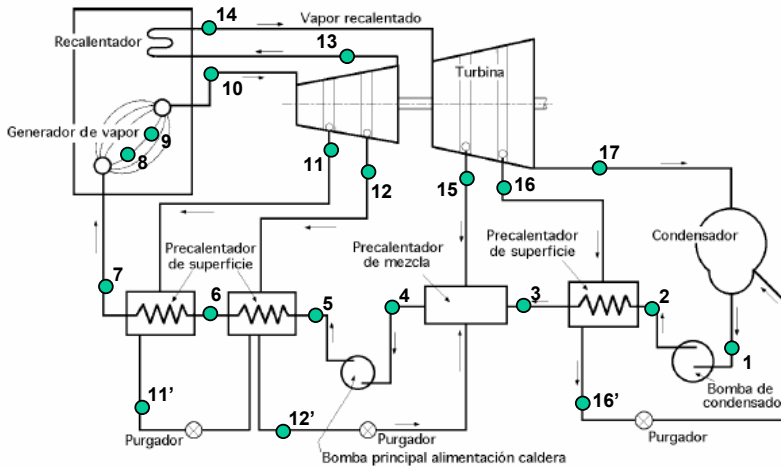 14
Vapor recalentado
Recalentador
13
10
Turbina
Generador de vapor
9
8
11
12
15
16
17
Precalentador
de superficie
Precalentador
de mezcla
Precalentador
de superficie
Condensador
7
6
5
4
3
2
1
Bomba de
condensado
11'
12'
16'
Purgador
Purgador
Purgador
Bomba principal alimentación caldera